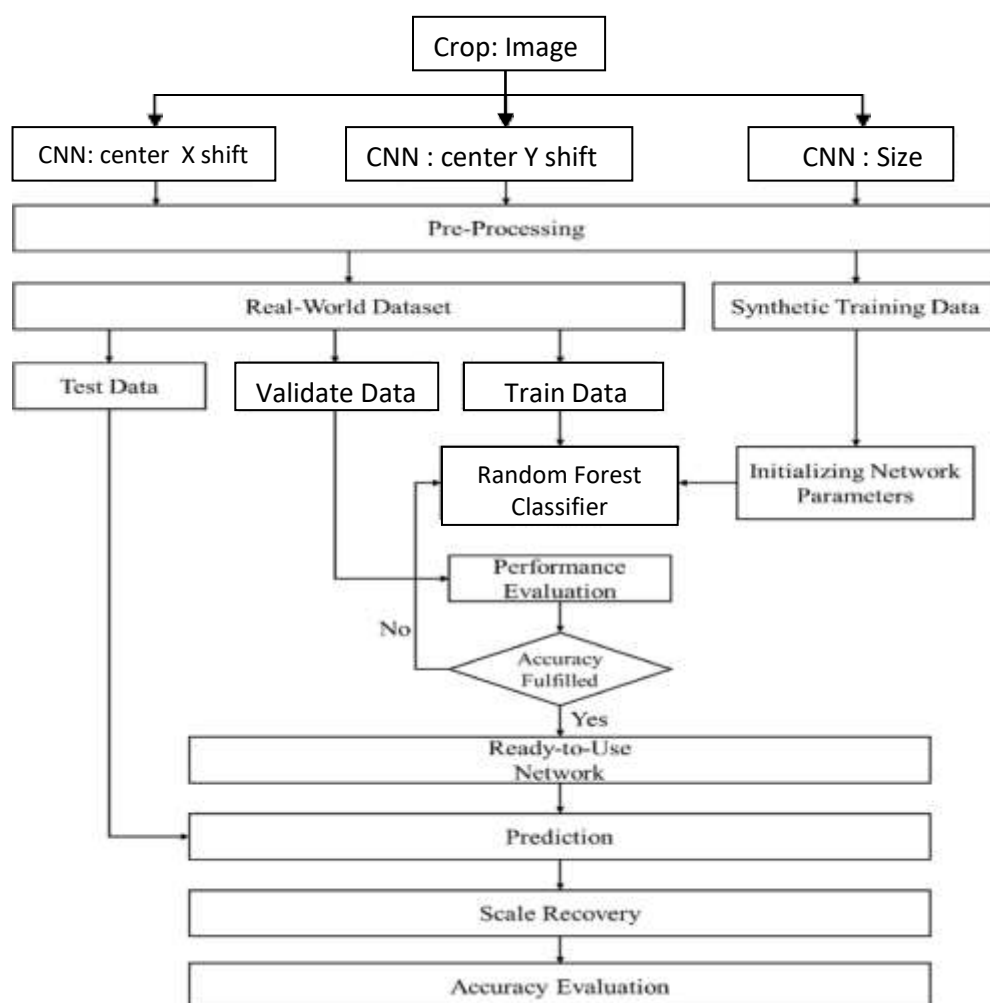 Crop: Image
CNN: center X shift
CNN : center Y shift
CNN : Size
Pre-Processing
Real-World Dataset
Synthetic Training Data
Test Data
Validate Data
Train Data
Random Forest
Classifier
Initializing Network
Parameters
Performance
Evaluation
No
Accuracy
Fulfilled
Yes
Ready-to-Use
Network
Prediction
Scale Recovery
Accuracy Evaluation